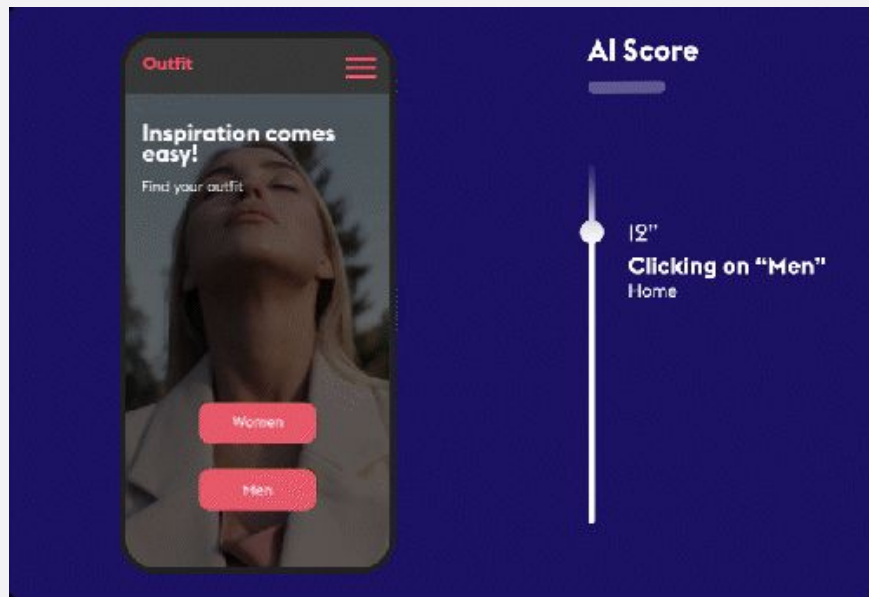 Outfit
Inspiration comes
easy!
Find your outfit
Women
Men
AI Score
12”
Clicking on “Men”
Home